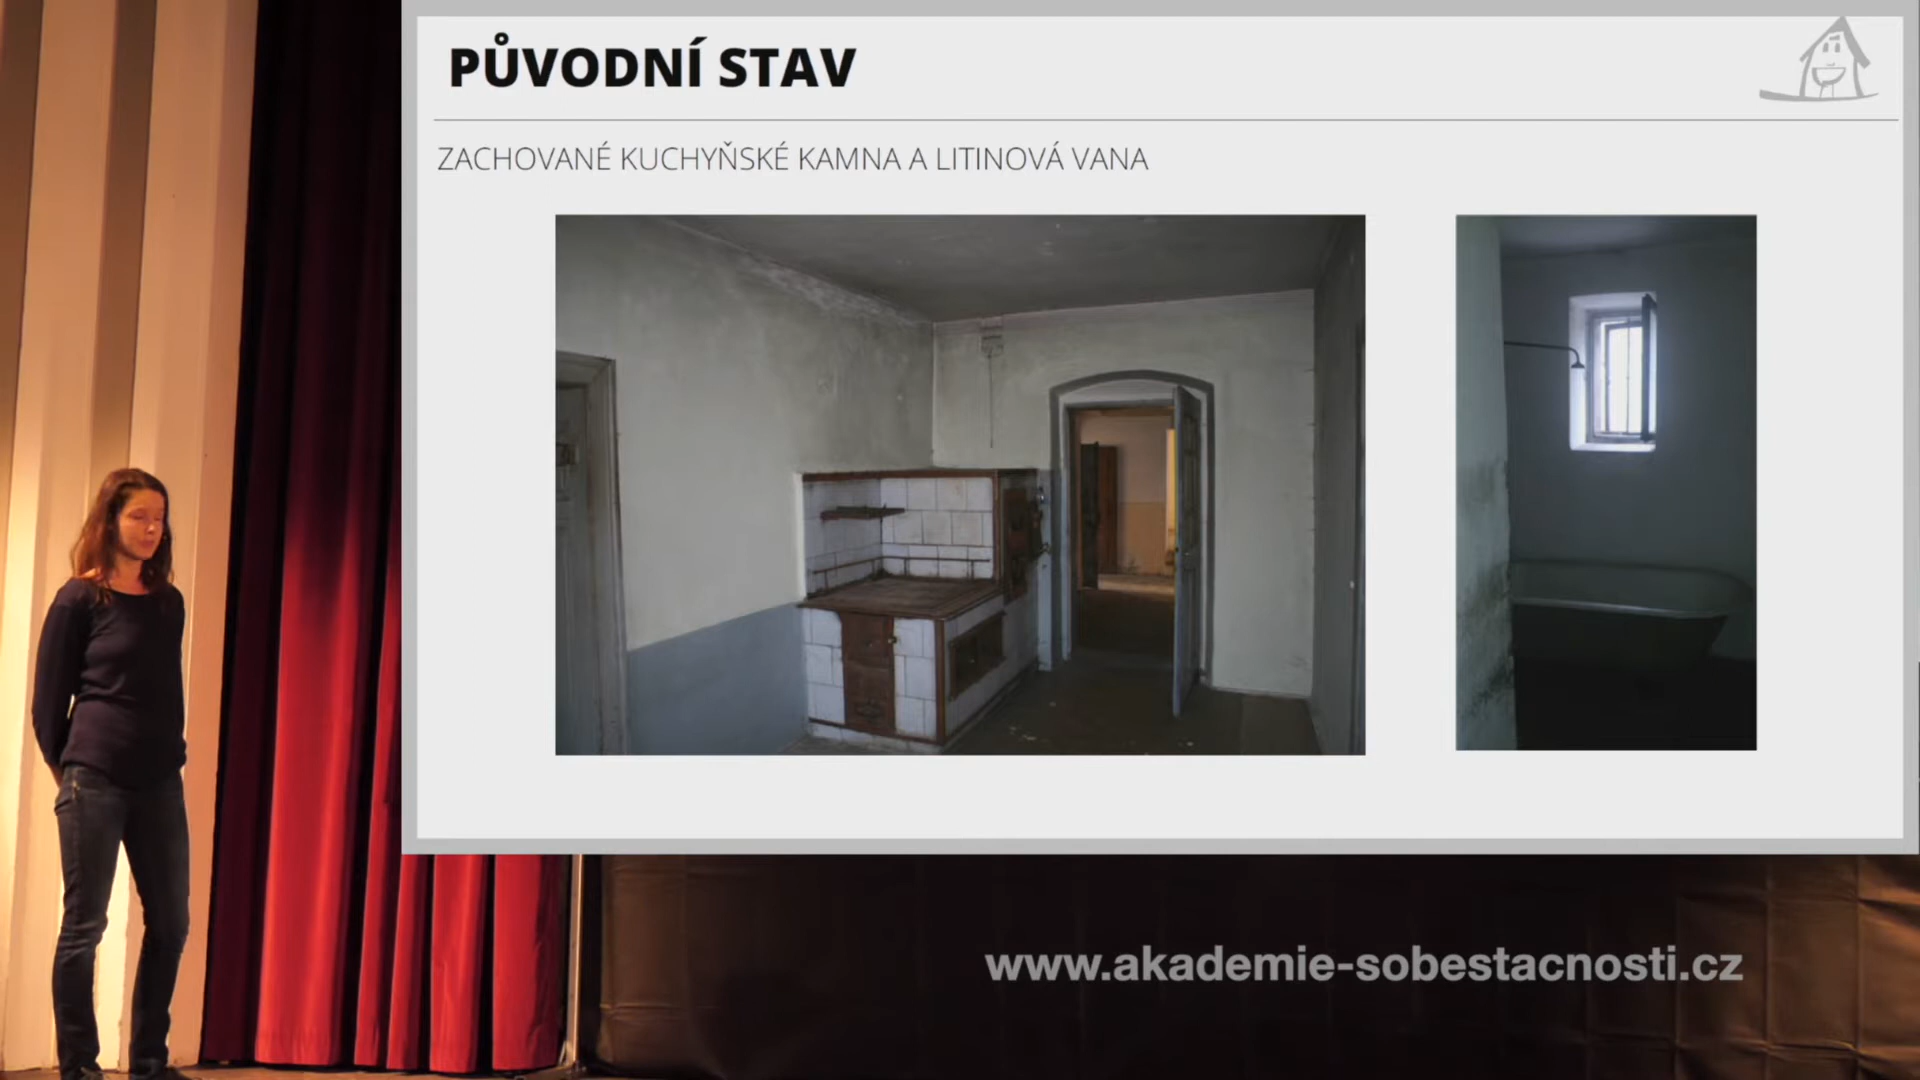 PŮVODNÍ STAV
ZACHOVANÉ KUCHYŇSKÉ KAMNA A LITINOVÁ VANA
www.akademie-sobestacnosti.cz